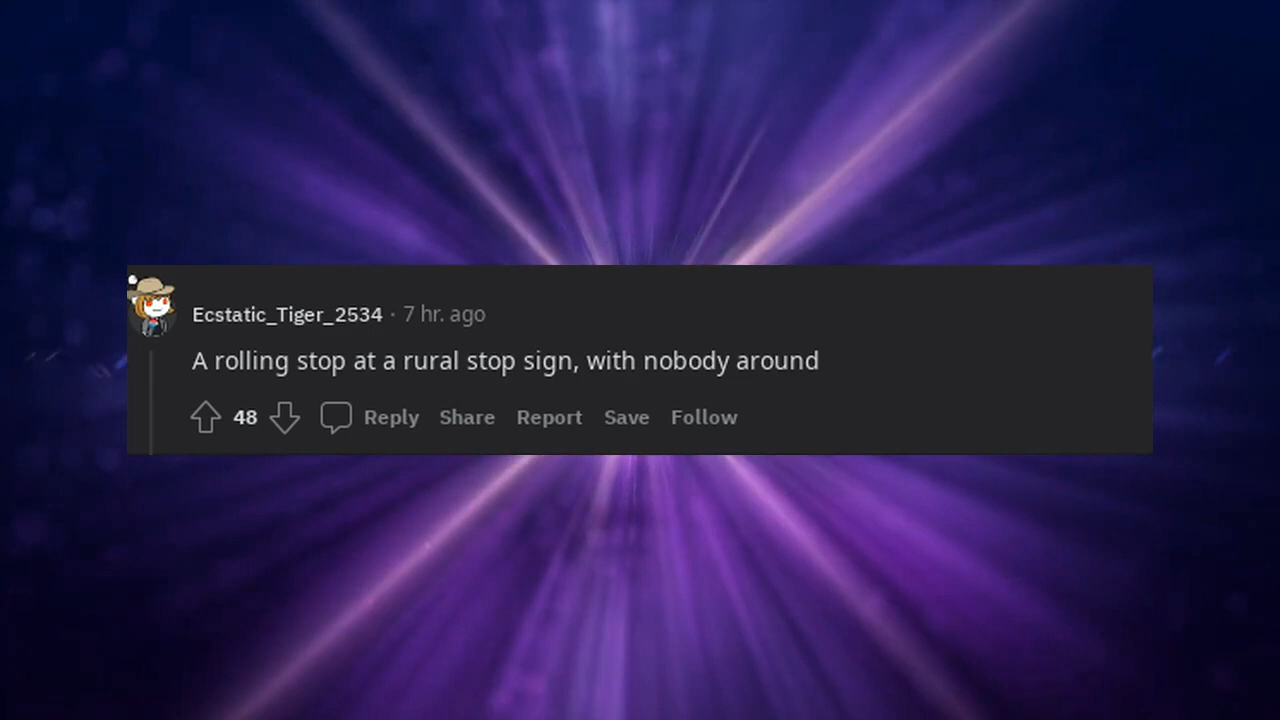 Ecstatic_Tiger_2534 · 7 hr. ago
A rolling stop at a rural stop sign, with nobody around
48 Reply Share Report Save Follow